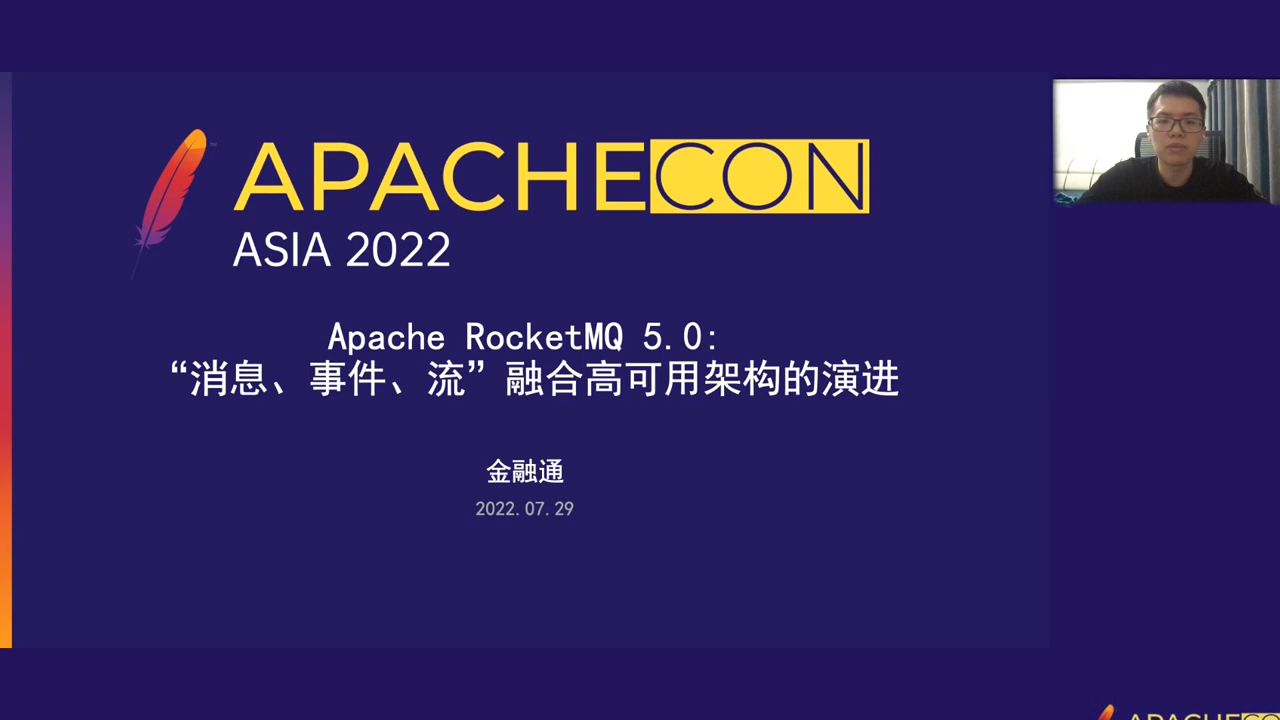 APACHECON
ASIA 2022
Apache RocketMQ 5.0:
“消息、事件、流”融合高可用架构的演进
金融通
2022.07.29
APACHECO